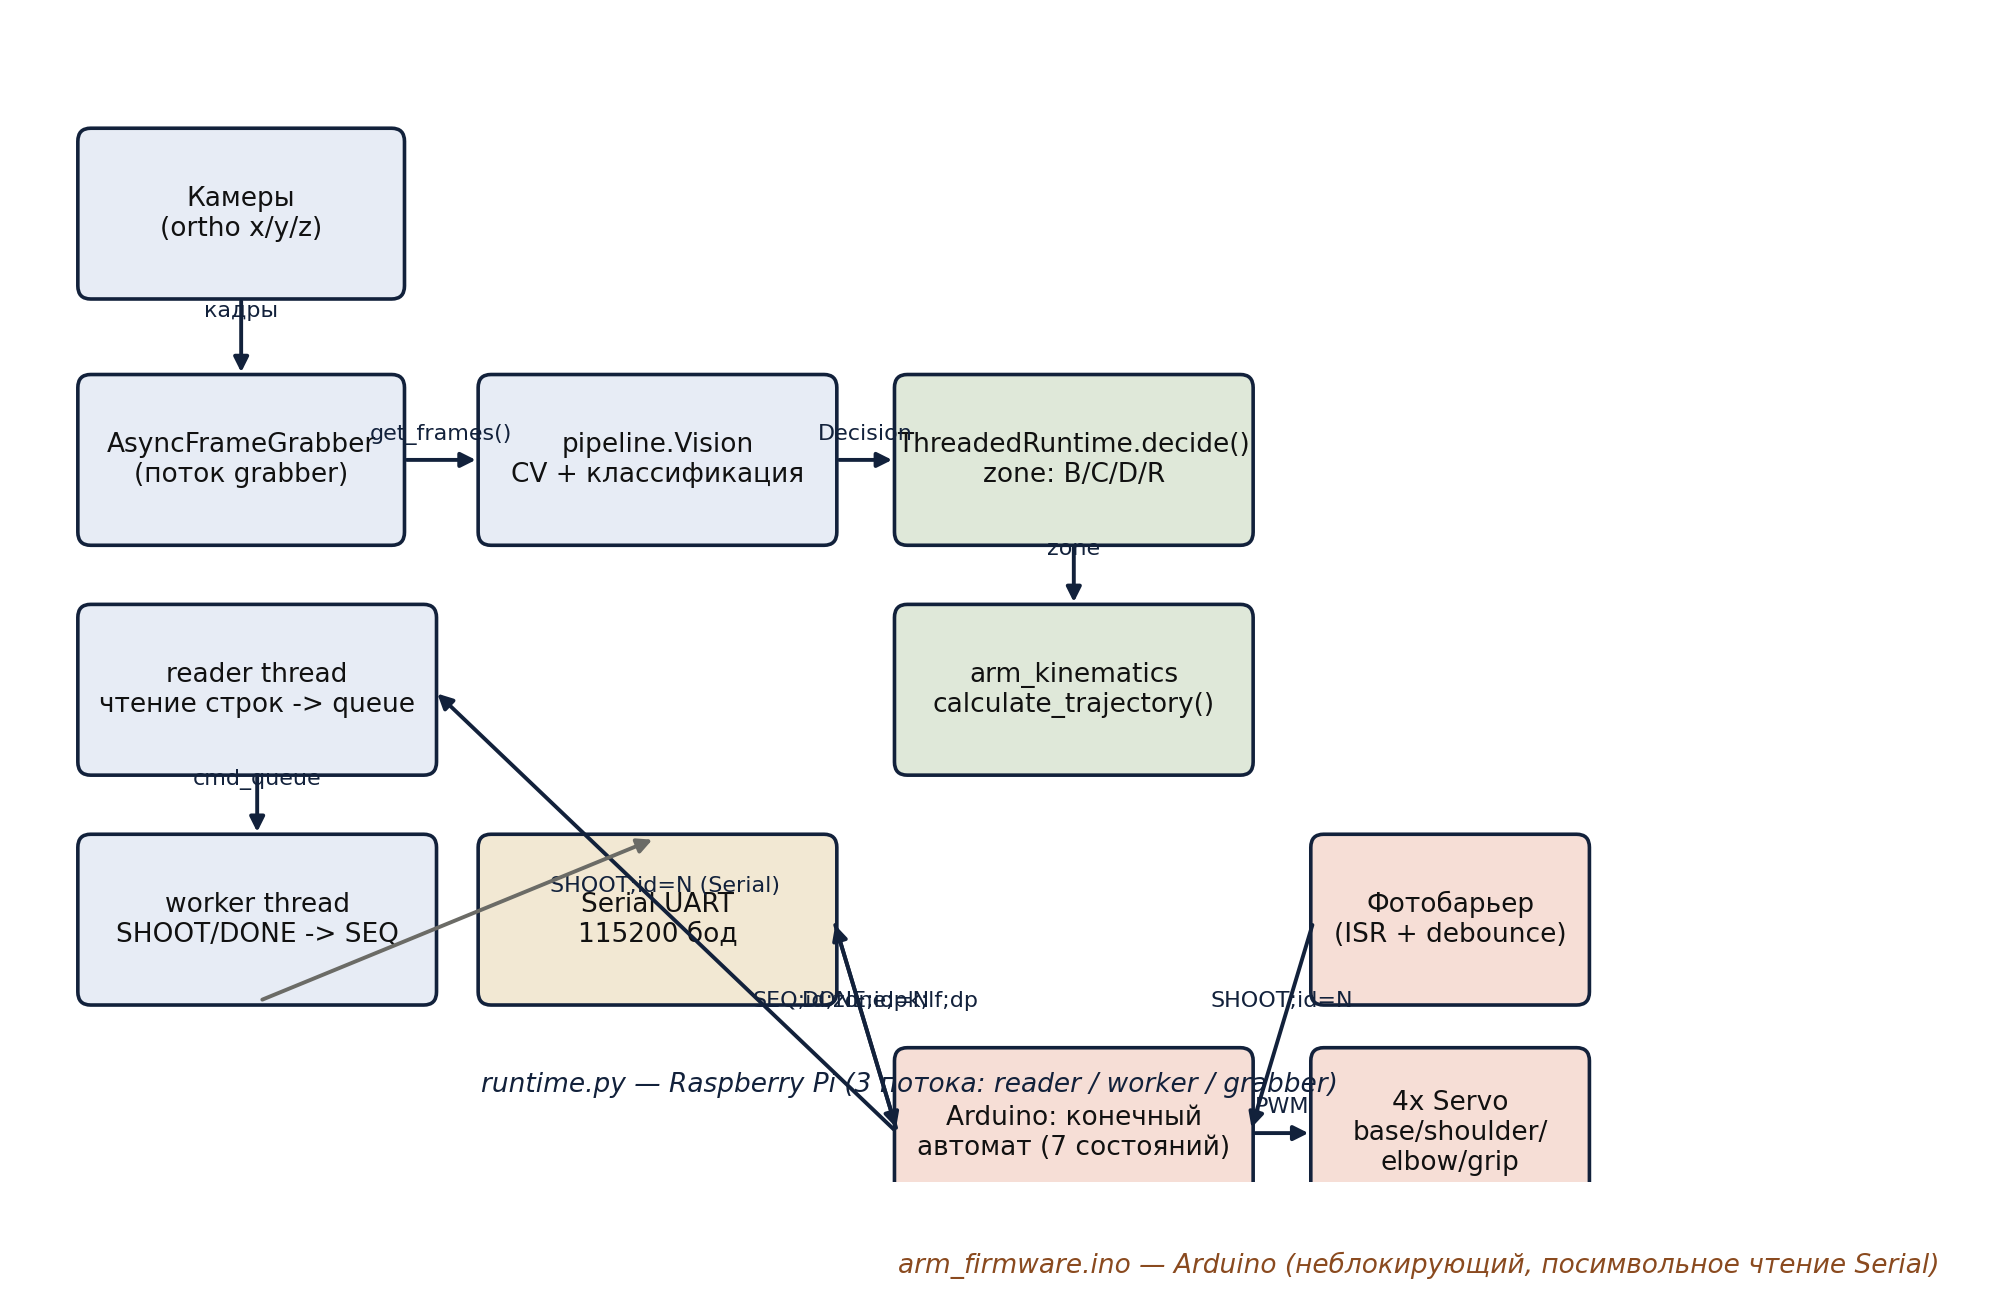 Камеры
(ortho x/y/z)
кадры
AsyncFrameGrabber
(поток grabber)
get_frames()
pipeline.Vision
CV + классификация
Decision
ThreadedRuntime.decide()
zone: B/C/D/R
zone
reader thread
чтение строк -> queue
arm_kinematics
calculate_trajectory()
cmd_queue
worker thread
SHOOT/DONE -> SEQ
SHOOT;id=N (Serial)
Serial UART
115200 бод
Фотобарьер
(ISR + debounce)
DONE;id=N
SHOOT;id=N
runtime.py — Raspberry Pi (3 потока: reader / worker / grabber)
Arduino: конечный
автомат (7 состояний)
PWM
4x Servo
base/shoulder/
elbow/grip
arm_firmware.ino — Arduino (неблокирующий, посимвольное чтение Serial)